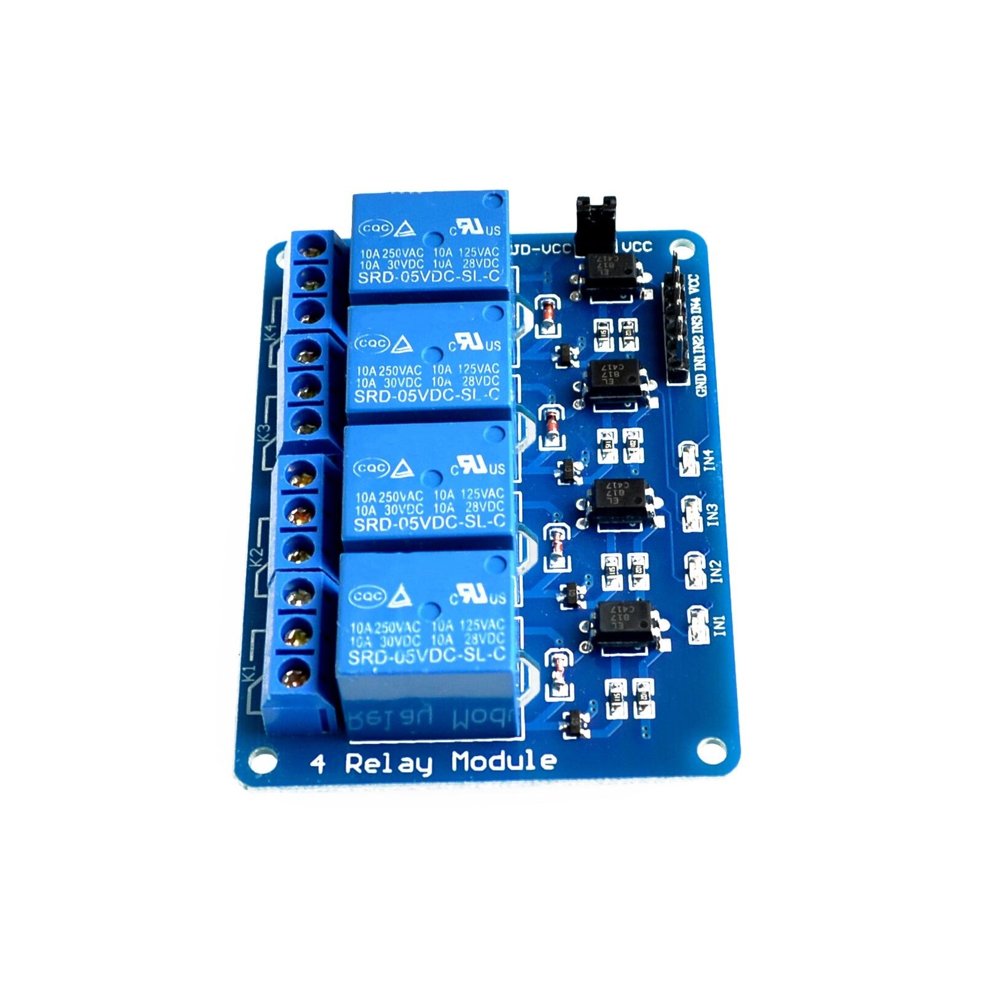 CQC c RU US
10A 250VAC 10A 125VAC
10A 30VDC 10A 28VDC
SRD-05VDC-SL-C
JD-VCC VCC
EL 817 C417
GND IN1 IN2 IN3 IN4 VCC
K4
CQC c RU US
10A 250VAC 10A 125VAC
10A 30VDC 10A 28VDC
SRD-05VDC-SL-C
EL 817 C417
K3
CQC c RU US
10A 250VAC 10A 125VAC
10A 30VDC 10A 28VDC
SRD-05VDC-SL-C
EL 817 C417
IN4
IN3
K2
CQC c RU US
10A 250VAC 10A 125VAC
10A 30VDC 10A 28VDC
SRD-05VDC-SL-C
EL 817 C417
IN2
IN1
K1
4 Relay Module